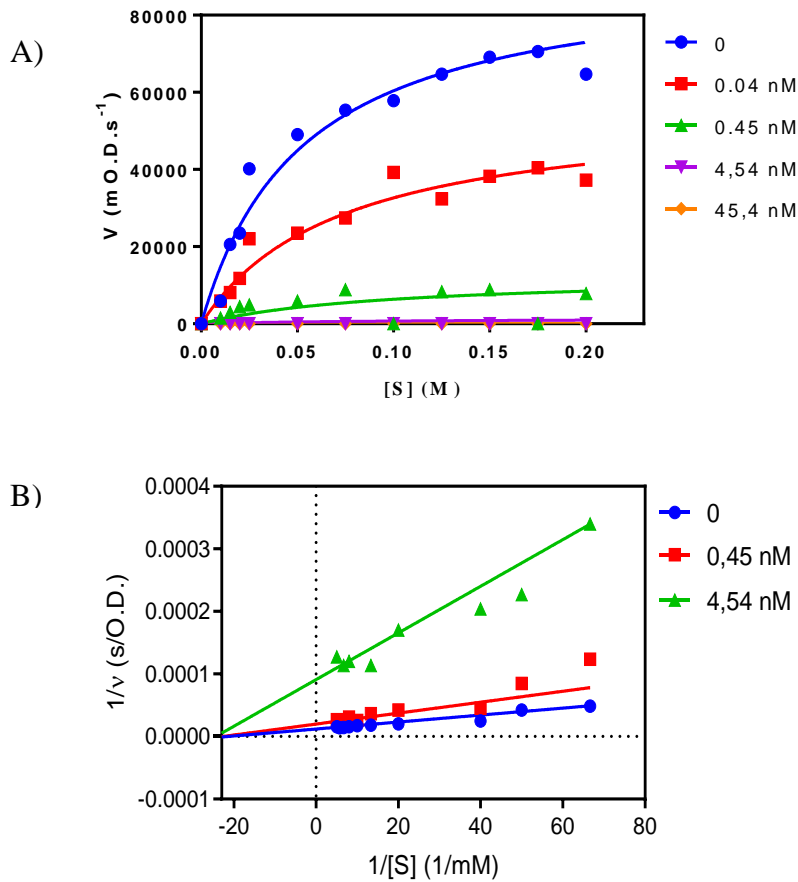 A)
V (m O.D.s⁻¹)
80000
60000
40000
20000
0
0.00 0.05 0.10 0.15 0.20
[S] (M)
0
0.04 nM
0.45 nM
4,54 nM
45,4 nM
B)
1/v (s/O.D.)
0.0004
0.0003
0.0002
0.0001
0.0000
-0.0001
-20 0 20 40 60 80
1/[S] (1/mM)
0
0,45 nM
4,54 nM